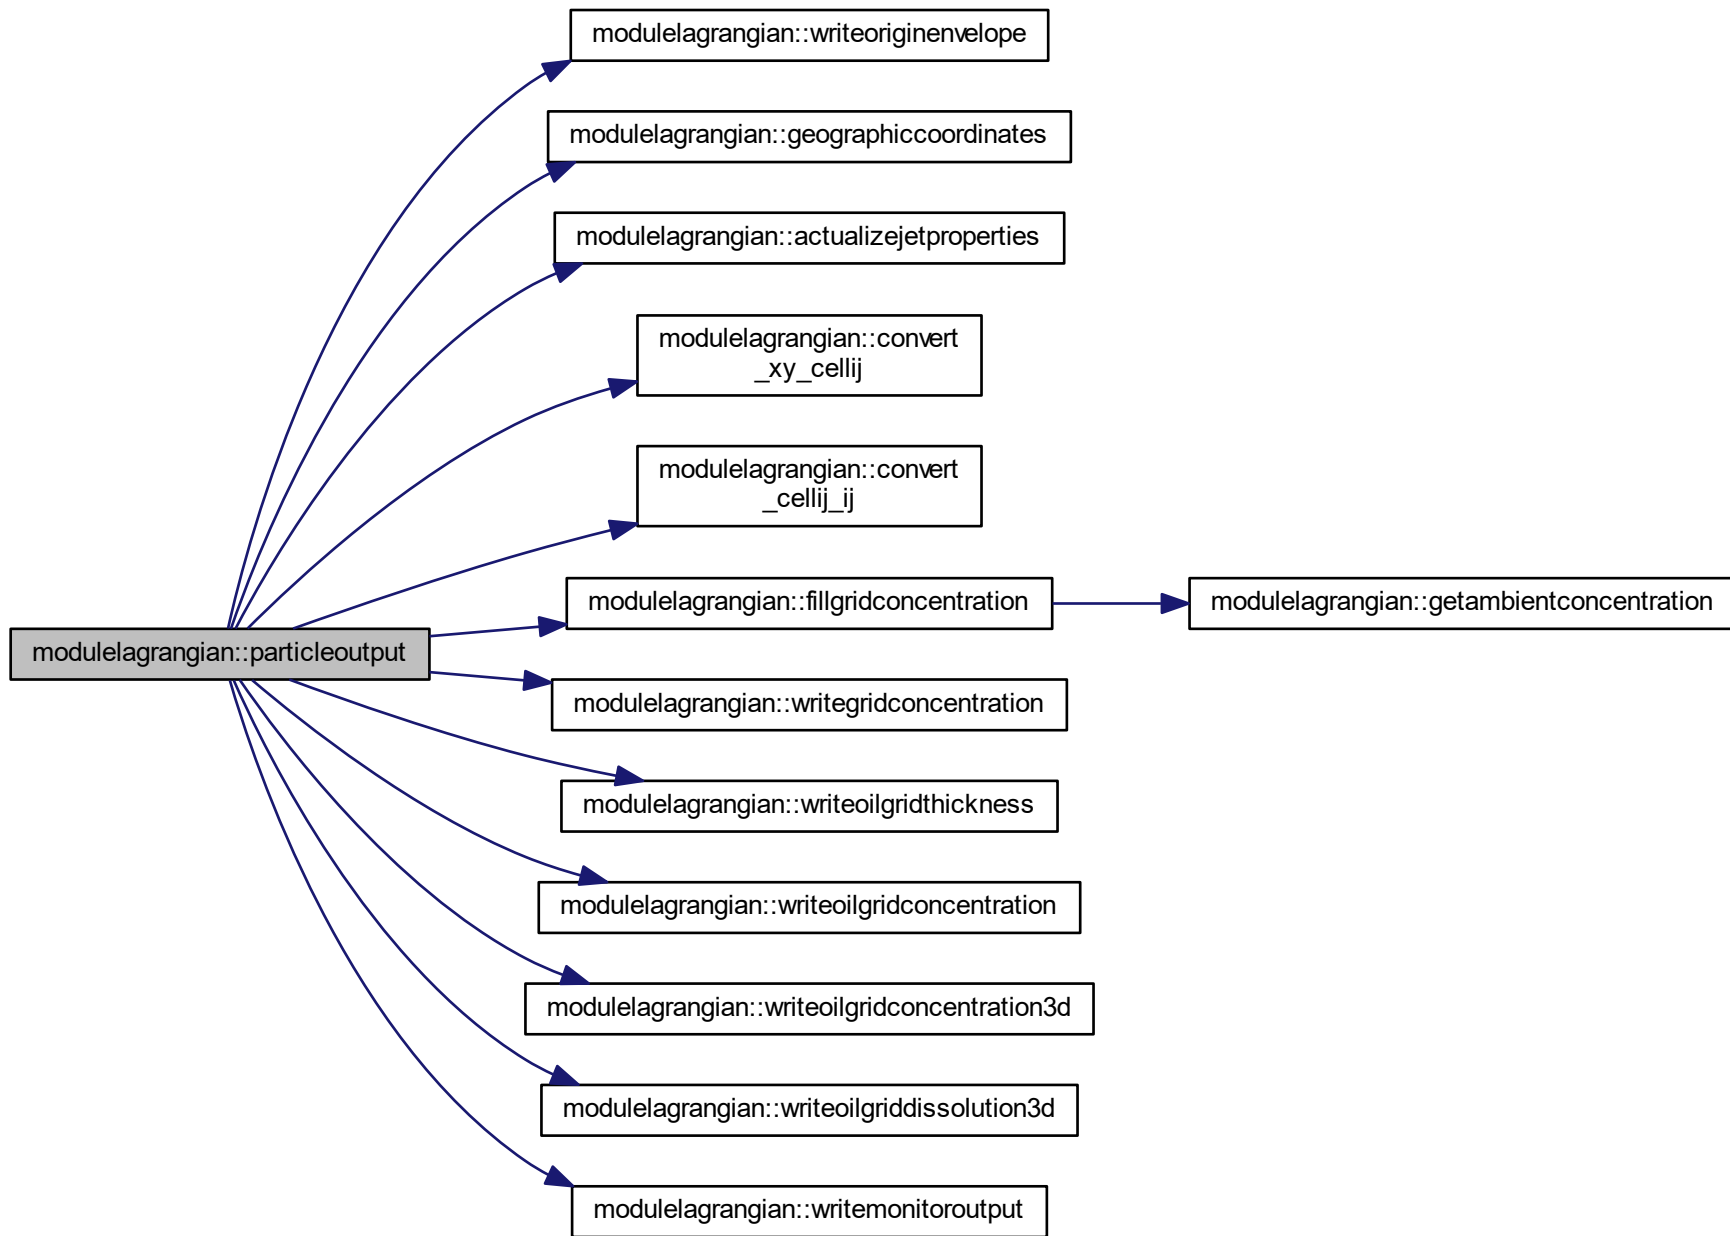 modulelagrangian::writeoriginenvelope
modulelagrangian::geographiccoordinates
modulelagrangian::actualizejetproperties
modulelagrangian::convert
_xy_cellij
modulelagrangian::convert
_cellij_ij
modulelagrangian::fillgridconcentration
modulelagrangian::getambientconcentration
modulelagrangian::particleoutput
modulelagrangian::writegridconcentration
modulelagrangian::writeoilgridthickness
modulelagrangian::writeoilgridconcentration
modulelagrangian::writeoilgridconcentration3d
modulelagrangian::writeoilgriddissolution3d
modulelagrangian::writemonitoroutput